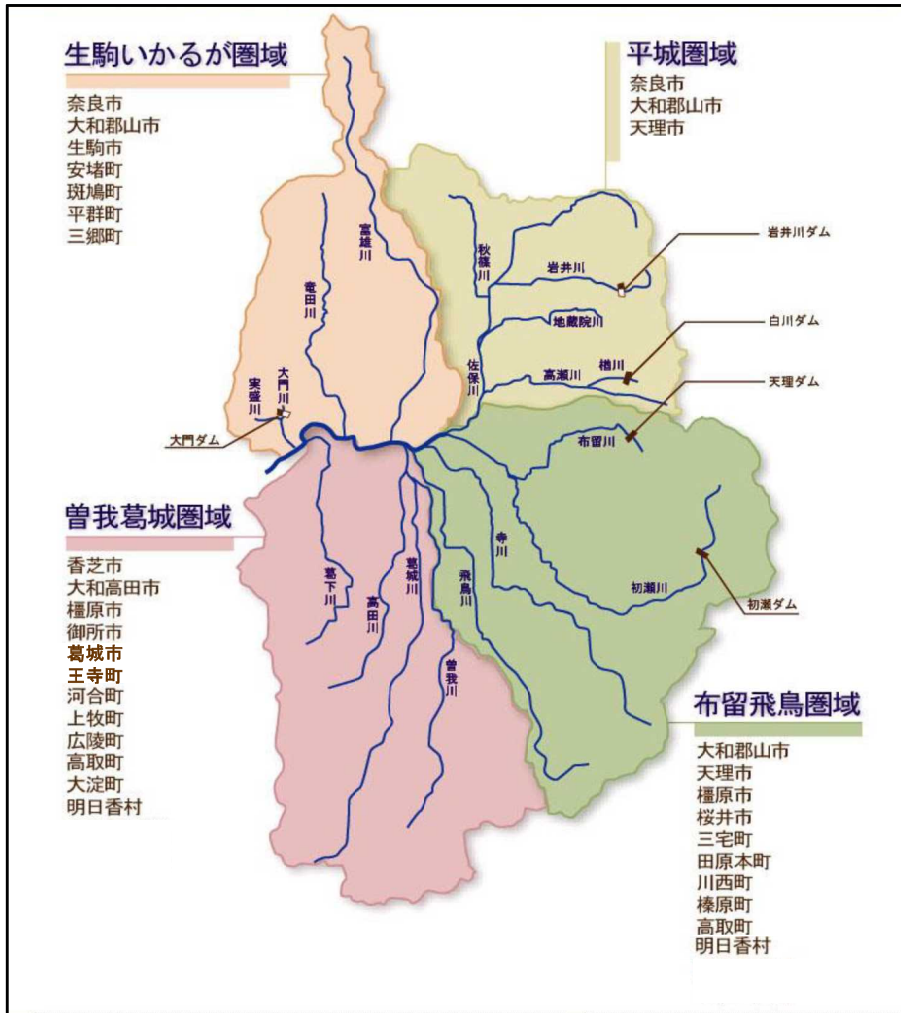 生駒いかるが圏域
奈良市
大和郡山市
生駒市
安堵町
斑鳩町
平群町
三郷町
平城圏域
奈良市
大和郡山市
天理市
富雄川
竜田川
秋篠川
岩井川
岩井川ダム
地蔵院川
白川ダム
佐保川
高瀬川
楢川
天理ダム
実盛川
大門川
大門ダム
布留川
曽我葛城圏域
香芝市
大和高田市
橿原市
御所市
葛城市
王寺町
河合町
上牧町
広陵町
高取町
大淀町
明日香村
葛下川
高田川
葛城川
曽我川
飛鳥川
寺川
初瀬川
初瀬ダム
布留飛鳥圏域
大和郡山市
天理市
橿原市
桜井市
三宅町
田原本町
川西町
榛原町
高取町
明日香村